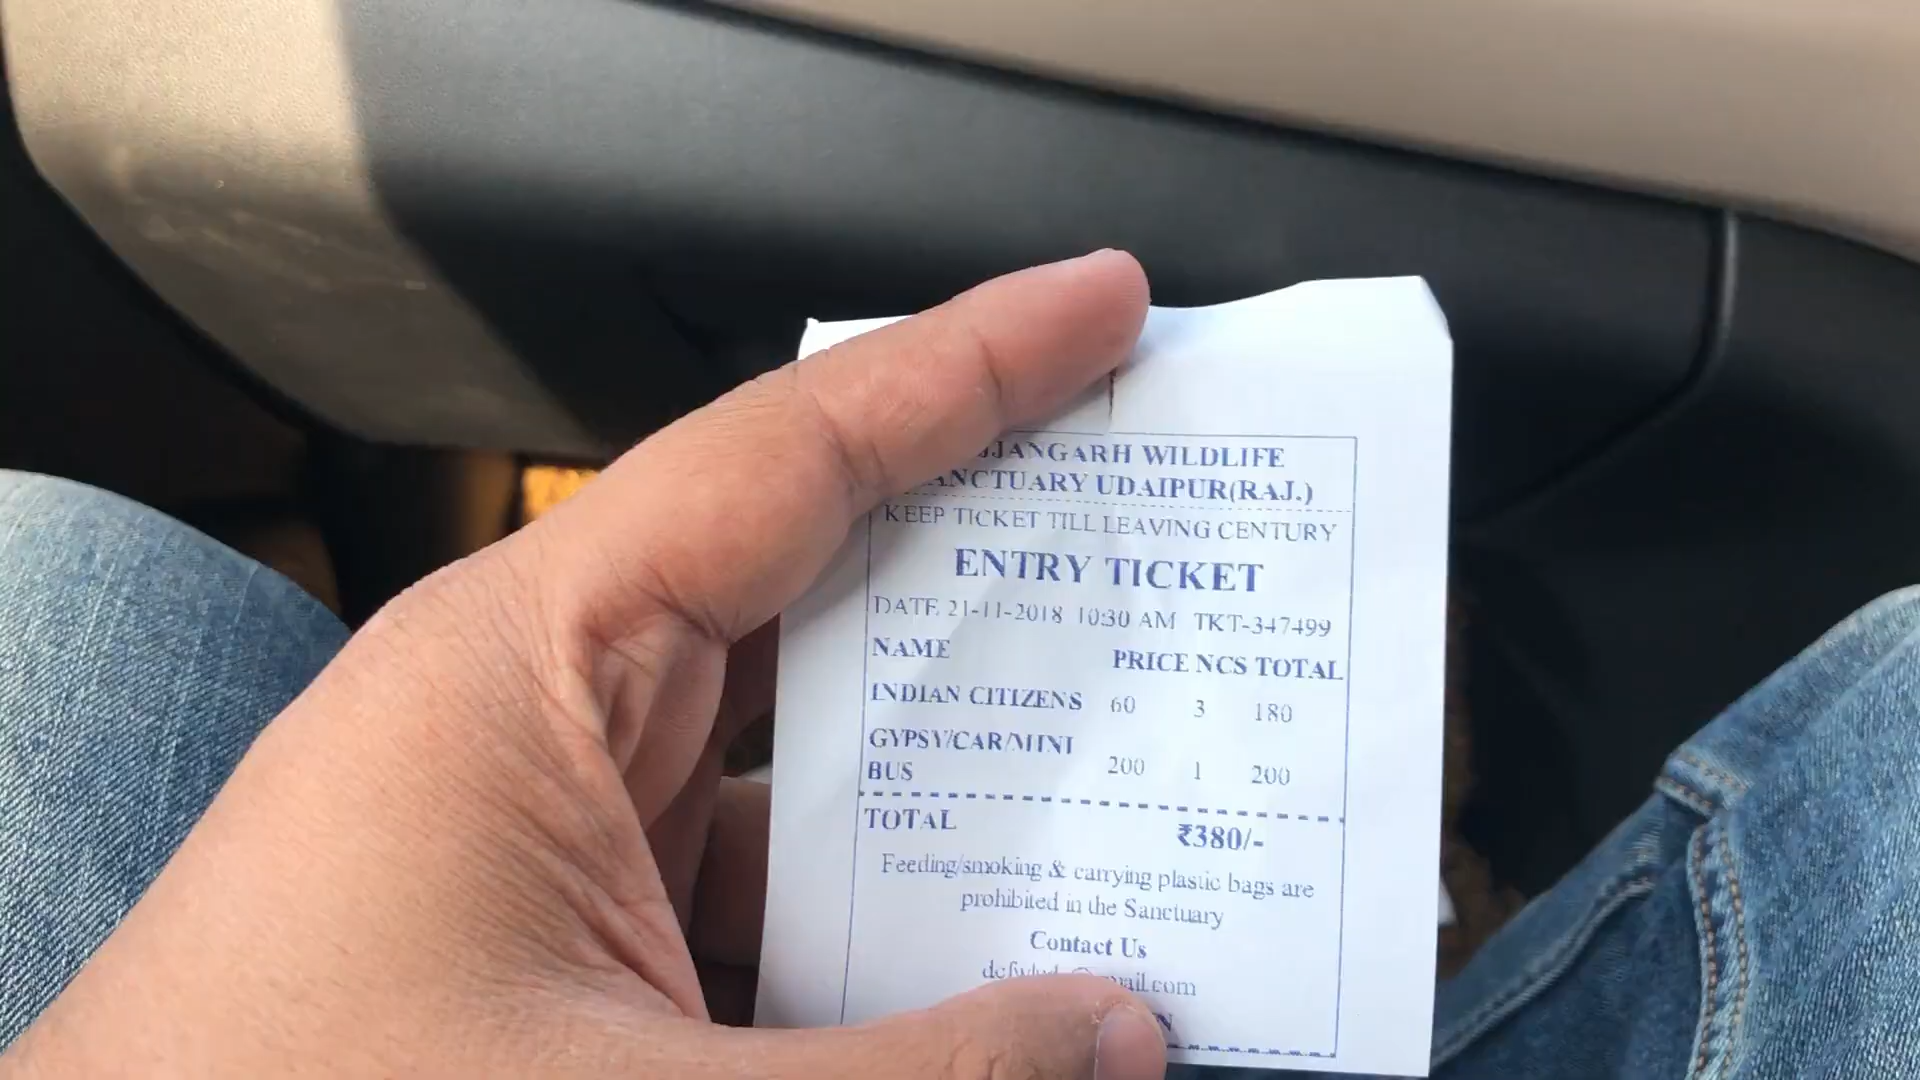 WILDLIFE
UDAIPUR(RAJ.)
KEEP TICKET TILL LEAVING CENTURY
ENTRY TICKET
DATE 21-11-2018 10:30 AM TKT-347499
NAME PRICE NCS TOTAL
INDIAN CITIZENS 60 3 180
GYPSY/CAR/MINI
BUS 200 1 200
TOTAL ₹380/-
Feeding/smoking & carrying plastic bags are
prohibited in the Sanctuary
Contact Us